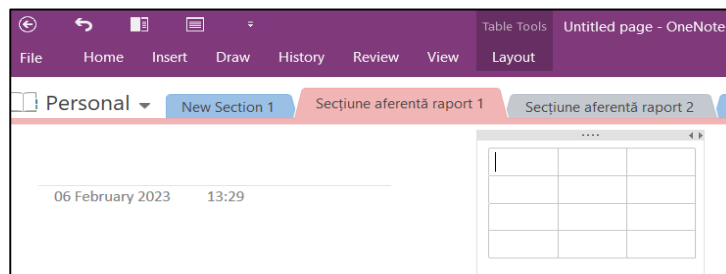 Table Tools Untitled page - OneNote
File Home Insert Draw History Review View Layout
Personal New Section 1 Secțiune aferentă raport 1 Secțiune aferentă raport 2
06 February 2023 13:29